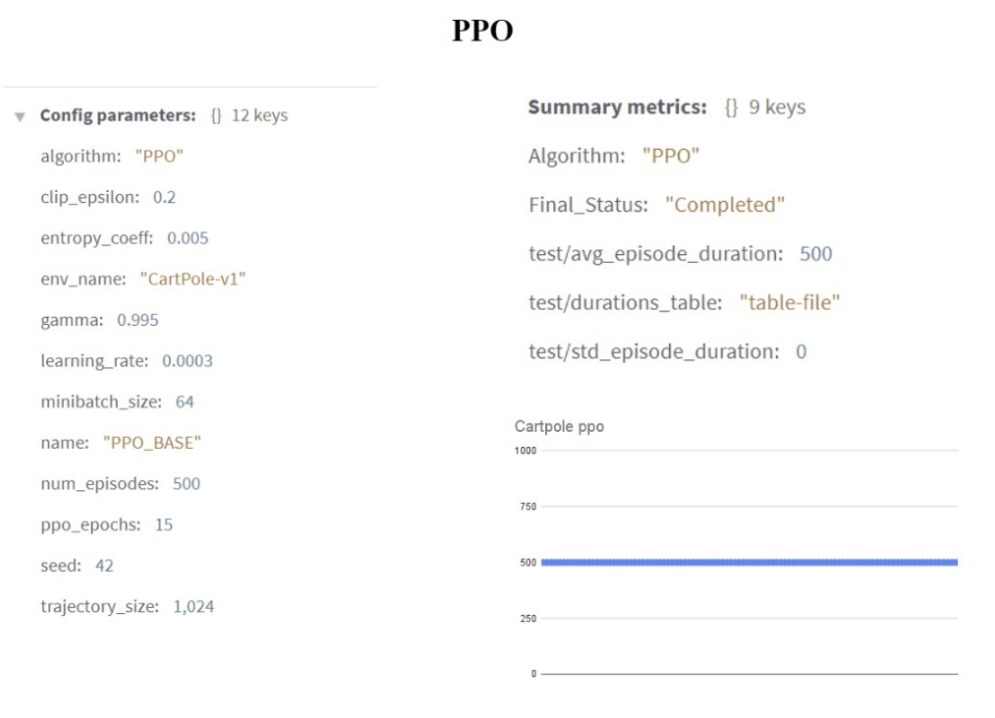 PPO
Config parameters: {} 12 keys
algorithm: "PPO"
clip_epsilon: 0.2
entropy_coeff: 0.005
env_name: "CartPole-v1"
gamma: 0.995
learning_rate: 0.0003
minibatch_size: 64
name: "PPO_BASE"
num_episodes: 500
ppo_epochs: 15
seed: 42
trajectory_size: 1,024
Summary metrics: {} 9 keys
Algorithm: "PPO"
Final_Status: "Completed"
test/avg_episode_duration: 500
test/durations_table: "table-file"
test/std_episode_duration: 0
Cartpole ppo
1000
750
500
250
0